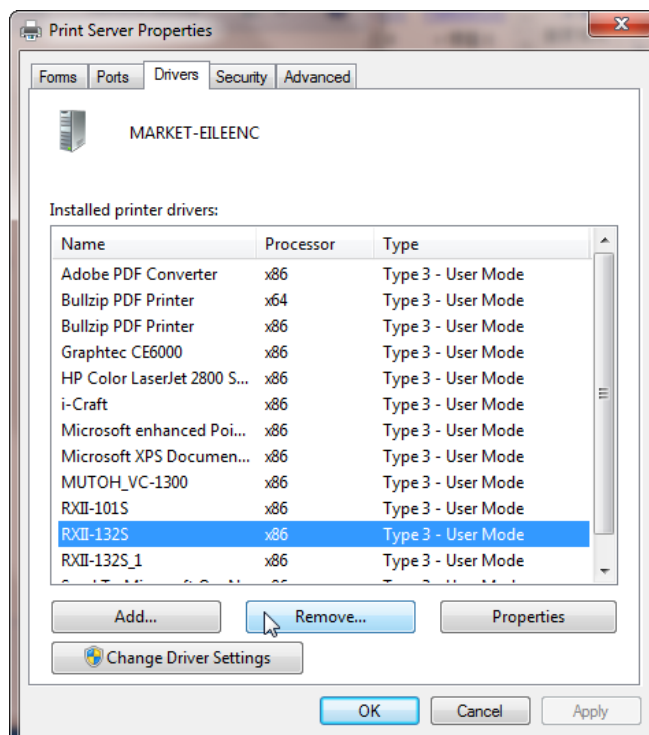 Print Server Properties
Forms Ports Drivers Security Advanced
MARKET-EILEENC
Installed printer drivers:
Name Processor Type
Adobe PDF Converter x86 Type 3 - User Mode
Bullzip PDF Printer x64 Type 3 - User Mode
Bullzip PDF Printer x86 Type 3 - User Mode
Graphtec CE6000 x86 Type 3 - User Mode
HP Color LaserJet 2800 S... x86 Type 3 - User Mode
i-Craft x86 Type 3 - User Mode
Microsoft enhanced Poi... x86 Type 3 - User Mode
Microsoft XPS Documen... x86 Type 3 - User Mode
MUTOH_VC-1300 x86 Type 3 - User Mode
RXII-101S x86 Type 3 - User Mode
RXII-132S x86 Type 3 - User Mode
RXII-132S_1 x86 Type 3 - User Mode
Add... Remove... Properties
Change Driver Settings
OK Cancel Apply